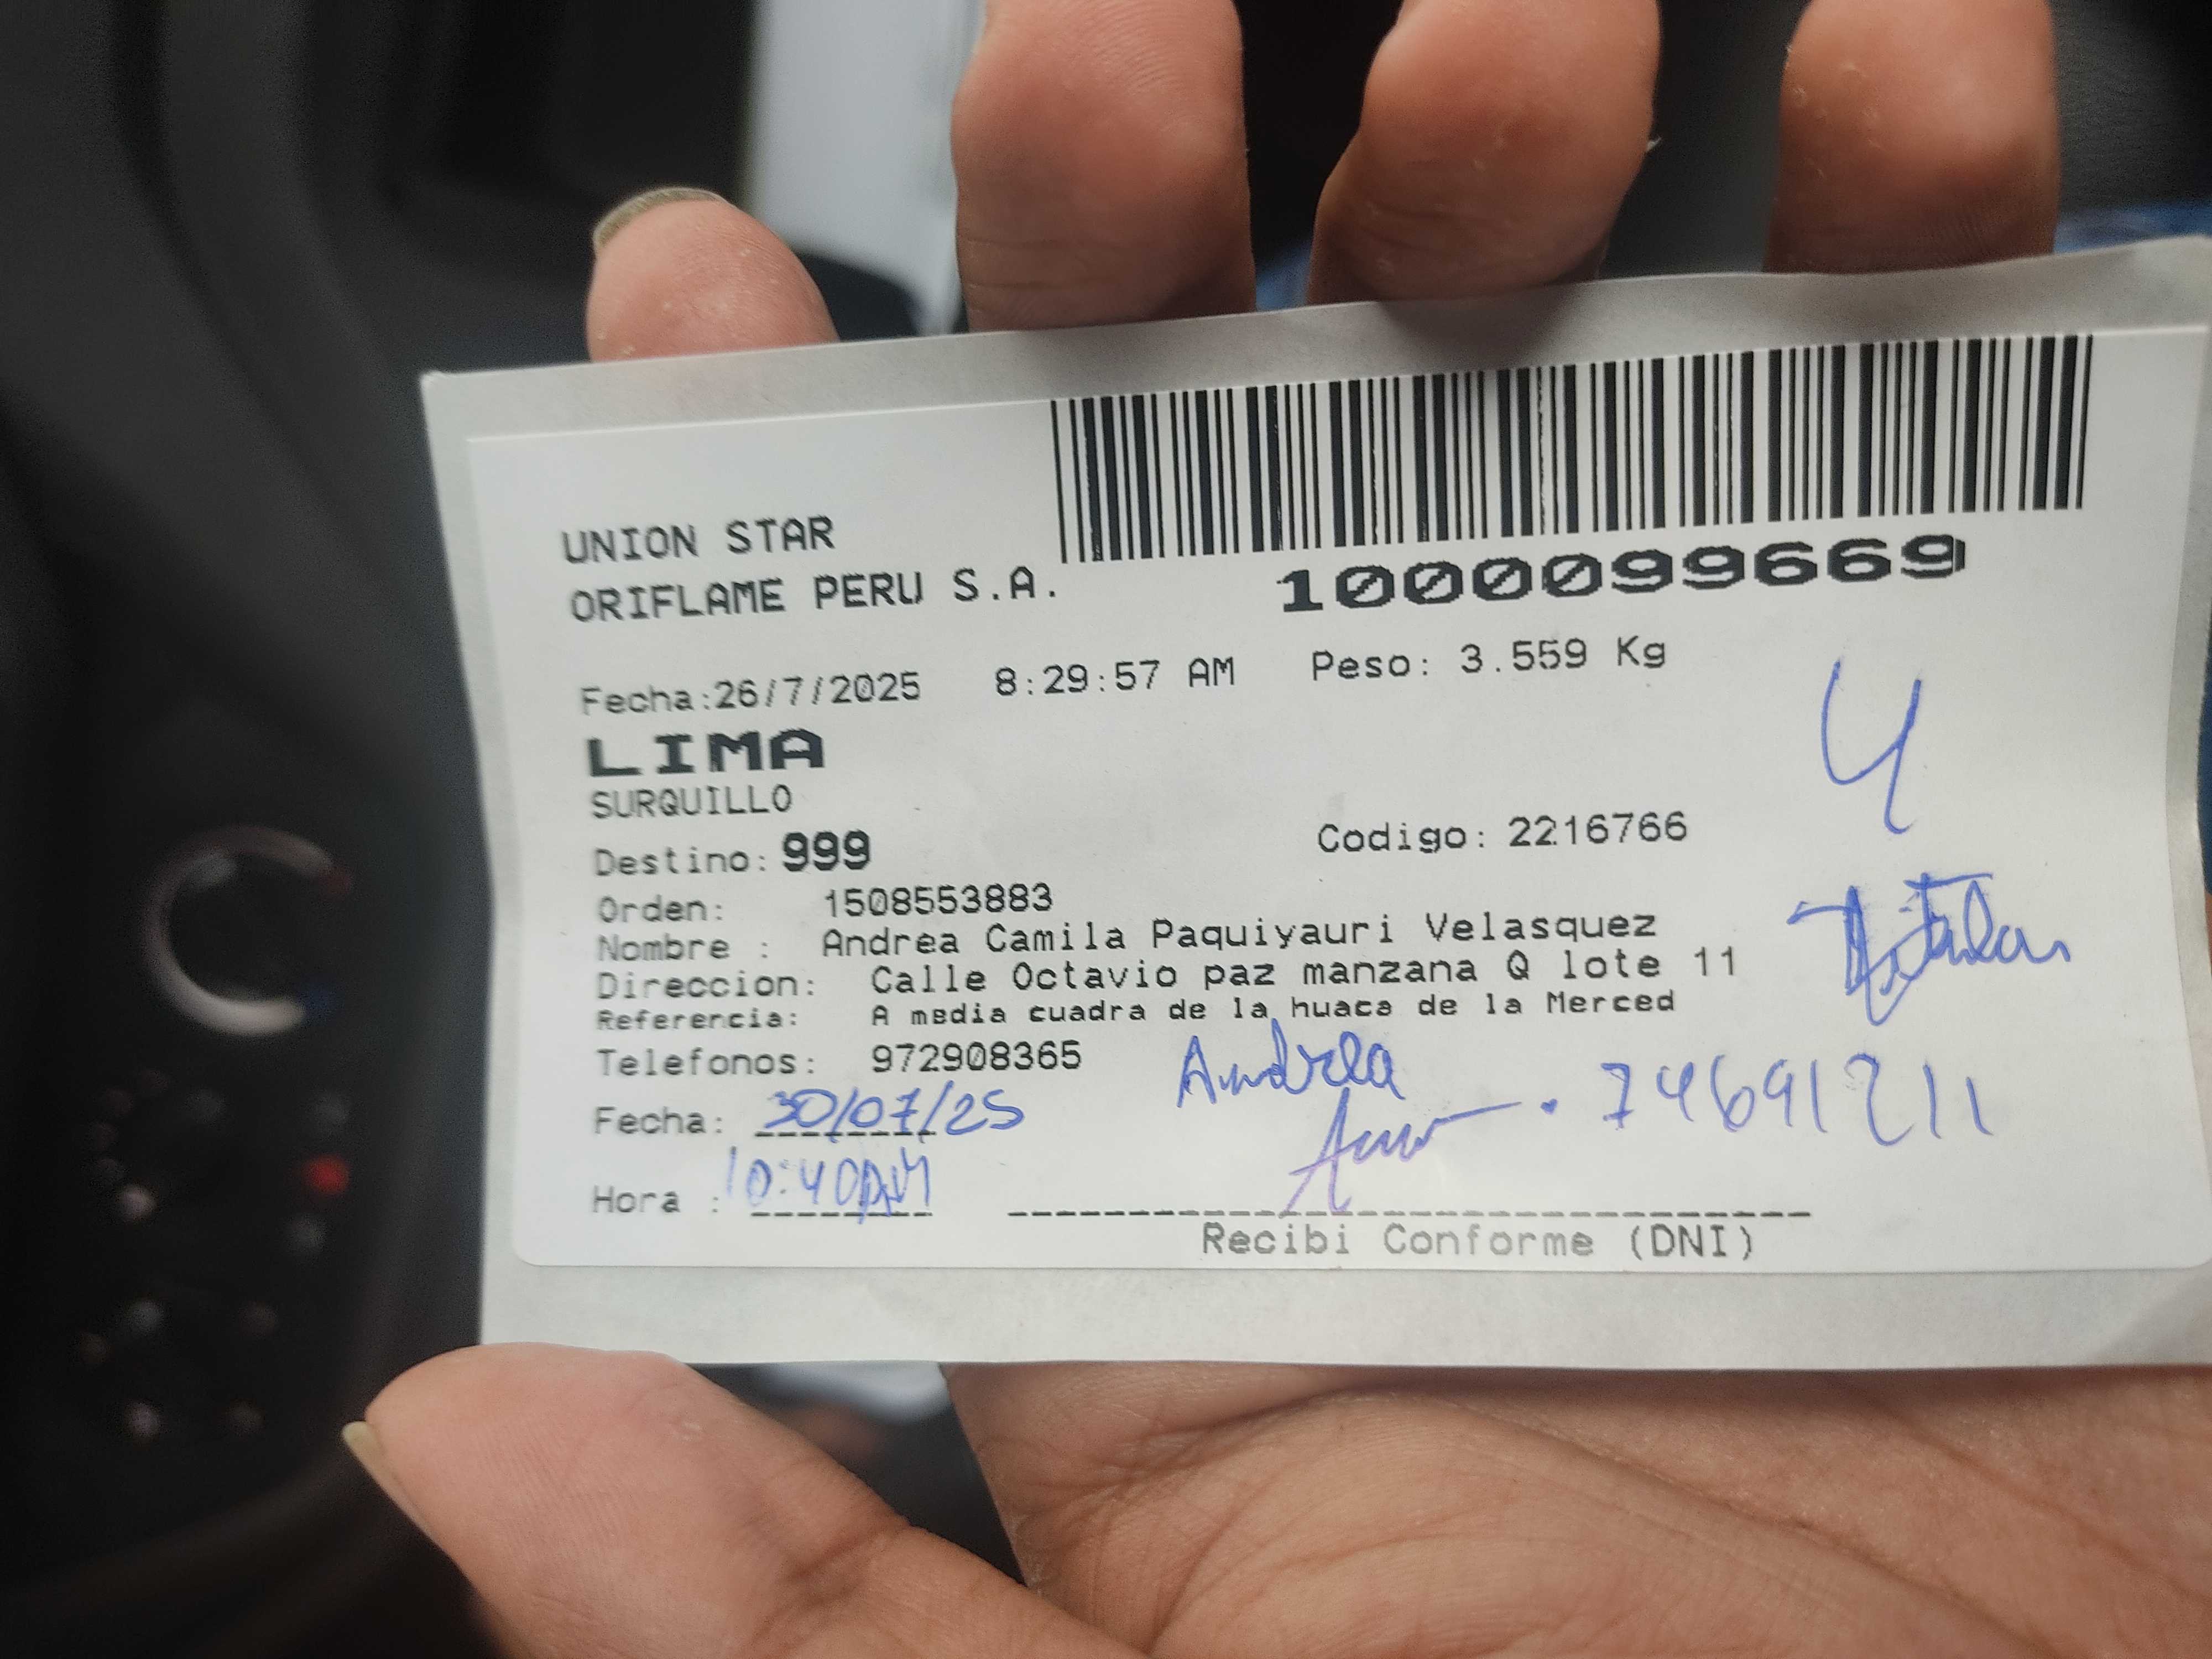 UNION STAR
ORIFLAME PERU S.A.
1000099669
Fecha:26/7/2025 8:29:57 AM Peso: 3.559 Kg
LIMA
SURQUILLO
4
Destino: 999 Codigo: 2216766
Orden: 1508553883
Nombre : Andrea Camila Paquiyauri Velasquez
Direccion: Calle Octavio paz manzana Q lote 11
Referencia: A media cuadra de la huaca de la Merced
Telefonos: 972908365 Andrea
Fecha: 30/07/25 74691211
Hora : 10:40
Recibi Conforme (DNI)